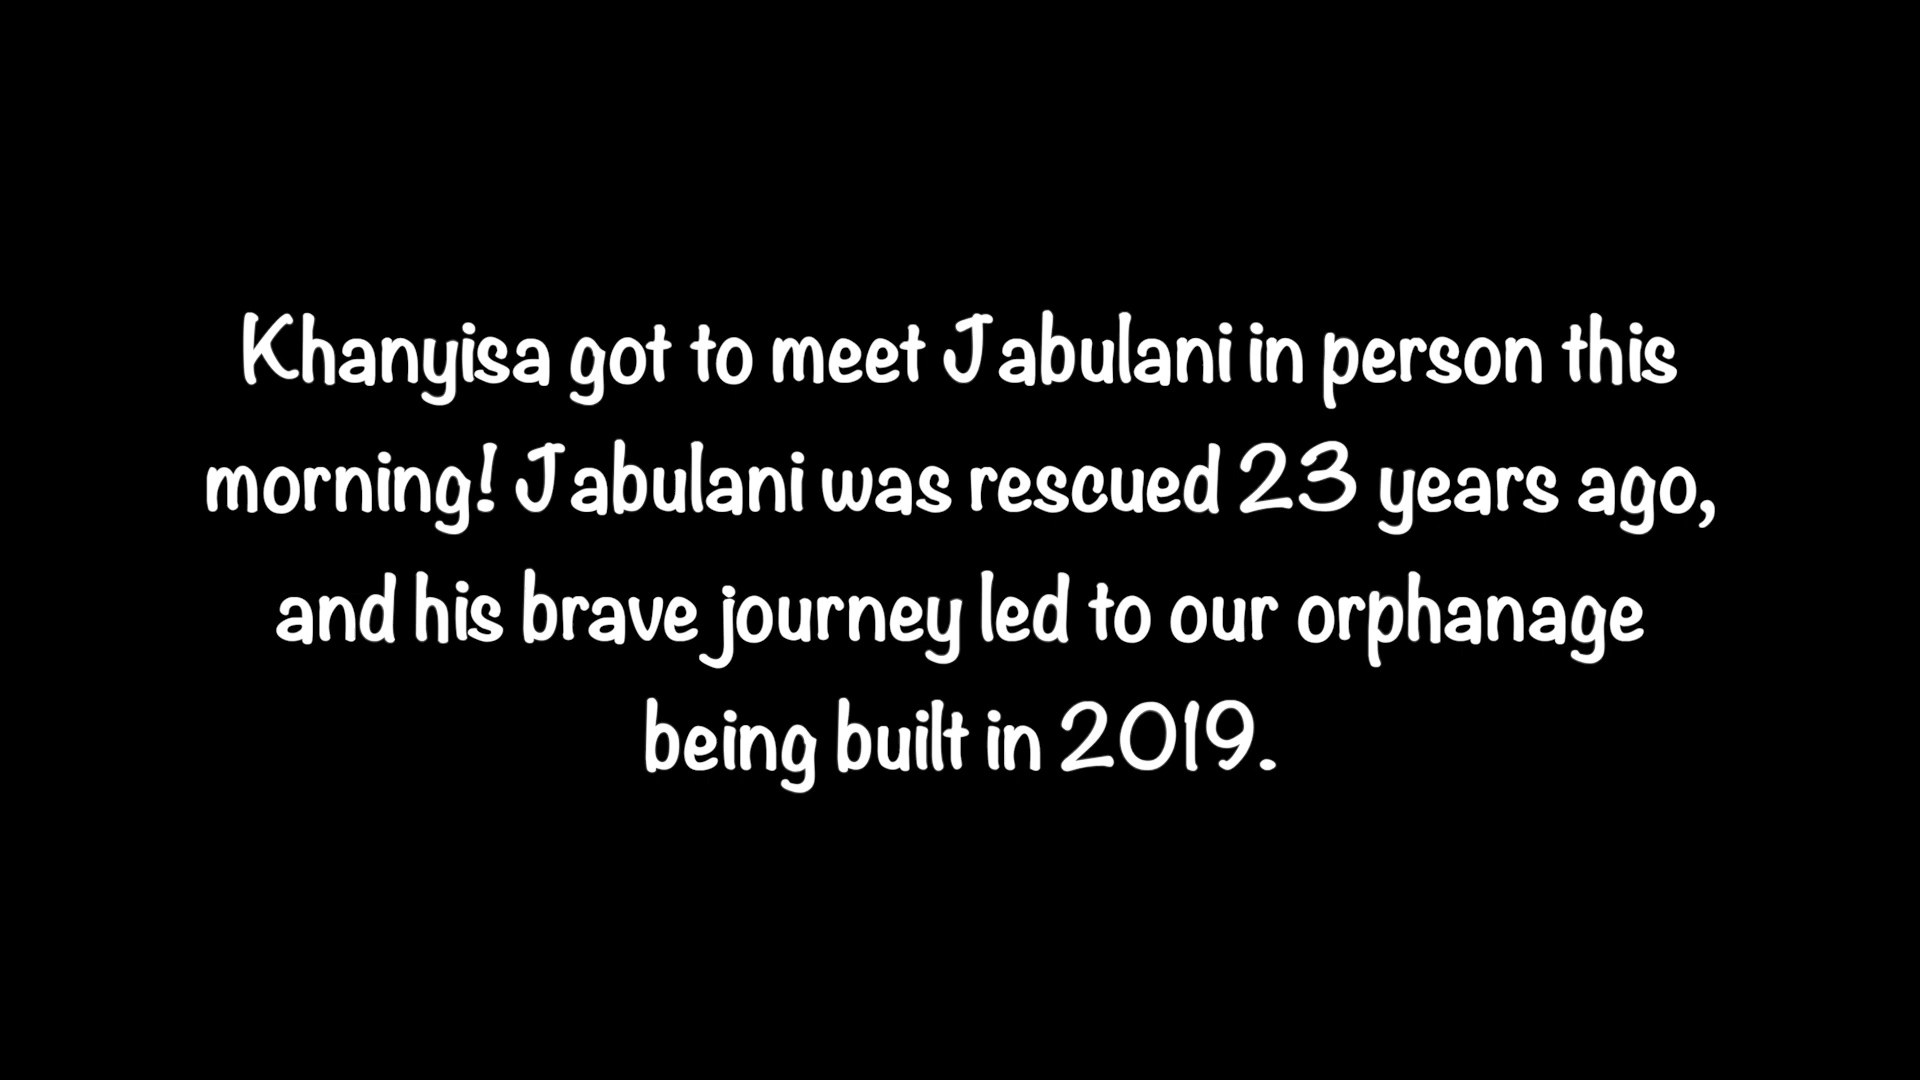 Khanyisa got to meet Jabulani in person this
morning! Jabulani was rescued 23 years ago,
and his brave journey led to our orphanage
being built in 2019.